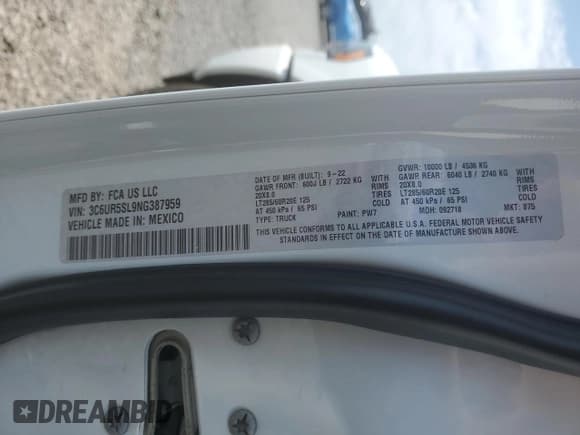 MFD BY: FCA US LLC
VIN: 3C6UR5SL9NG387959
VEHICLE MADE IN: MEXICO
DATE OF MFR (BUILT): 9-22
GAWR FRONT: 6000 LB / 2722 KG WITH
20X8.0 RIMS
LT285/60R20E 125 TIRES
AT 450 kPa / 65 PSI COLD
TYPE: TRUCK PAINT: PW7
GVWR: 10000 LB / 4536 KG
GAWR REAR: 6040 LB / 2740 KG WITH
20X8.0 RIMS
LT285/60R20E 125 TIRES
AT 450 kPa / 65 PSI COLD
MDH: 092718 MKT: 875
THIS VEHICLE CONFORMS TO ALL APPLICABLE U.S.A. FEDERAL MOTOR VEHICLE SAFETY
STANDARDS IN EFFECT ON THE DATE OF MANUFACTURE SHOWN ABOVE.
DREAMBID